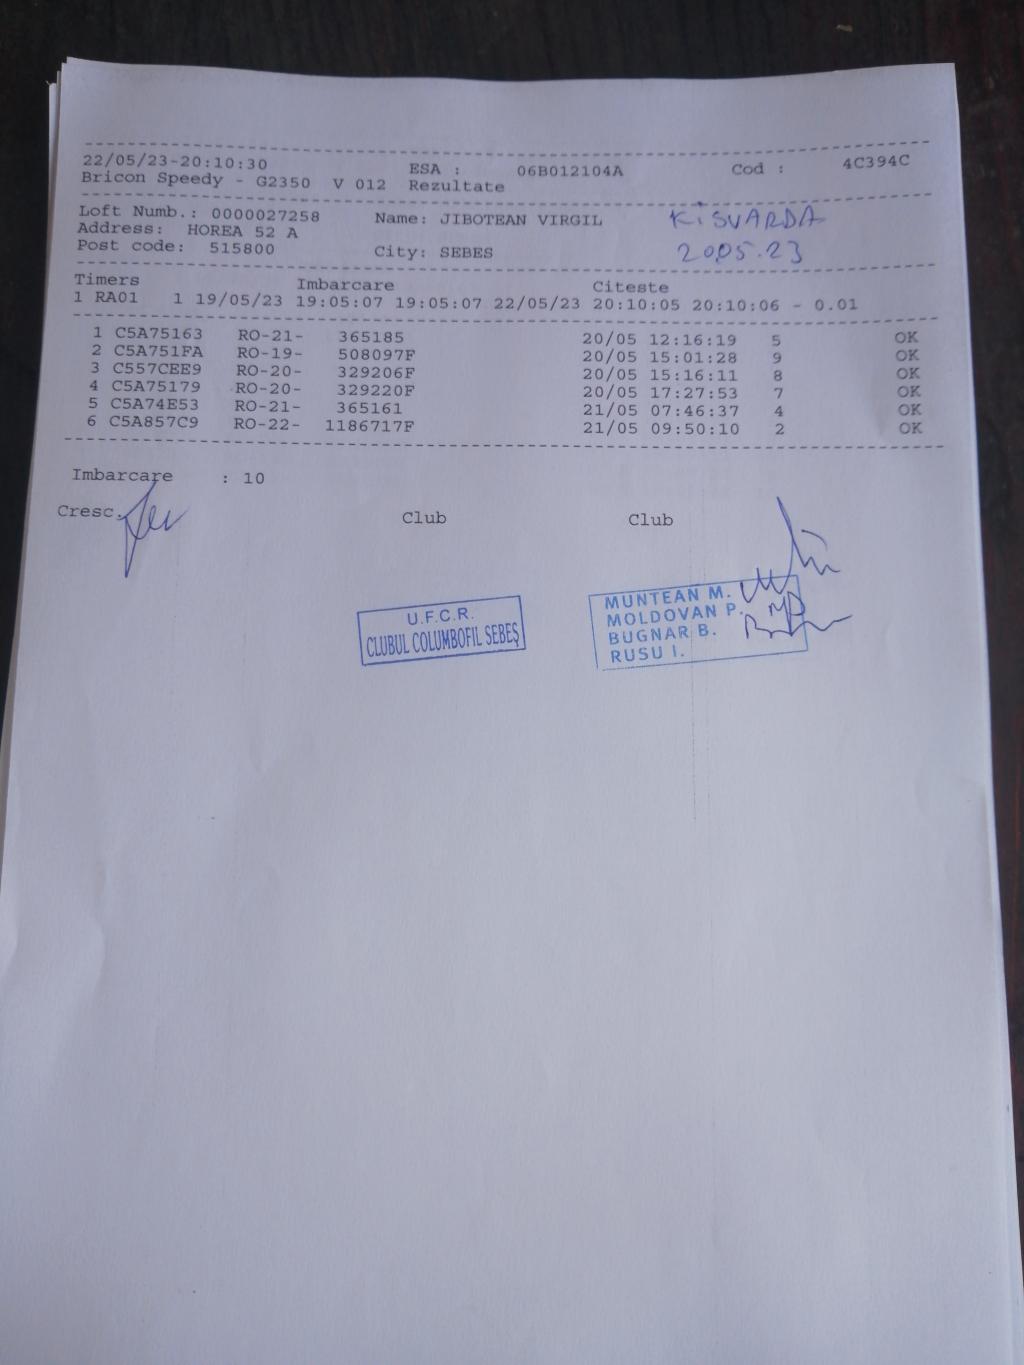 22/05/23-20:10:30 ESA : 06B012104A Cod : 4C394C
Bricon Speedy - G2350 V 012 Rezultate
Loft Numb.: 0000027258 Name: JIBOTEAN VIRGIL KISVARDA
Address: HOREA 52 A
Post code: 515800 City: SEBES 20.05.23
Timers Imbarcare Citeste
1 RA01 1 19/05/23 19:05:07 19:05:07 22/05/23 20:10:05 20:10:06 - 0.01
1 C5A75163 RO-21- 365185 20/05 12:16:19 5 OK
2 C5A751FA RO-19- 508097F 20/05 15:01:28 9 OK
3 C557CEE9 RO-20- 329206F 20/05 15:16:11 8 OK
4 C5A75179 RO-20- 329220F 20/05 17:27:53 7 OK
5 C5A74E53 RO-21- 365161 21/05 07:46:37 4 OK
6 C5A857C9 RO-22- 1186717F 21/05 09:50:10 2 OK
Imbarcare : 10
Cresc. Club Club
U.F.C.R.
CLUBUL COLUMBOFIL SEBEȘ
MUNTEAN M.
MOLDOVAN P.
BUGNAR B.
RUSU I.